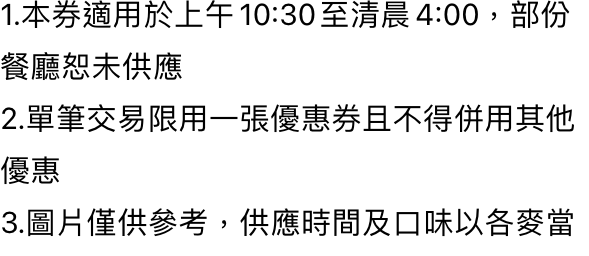 1.本券適用於上午10:30至清晨4:00，部份
餐廳恕未供應
2.單筆交易限用一張優惠券且不得併用其他
優惠
3.圖片僅供參考，供應時間及口味以各麥當